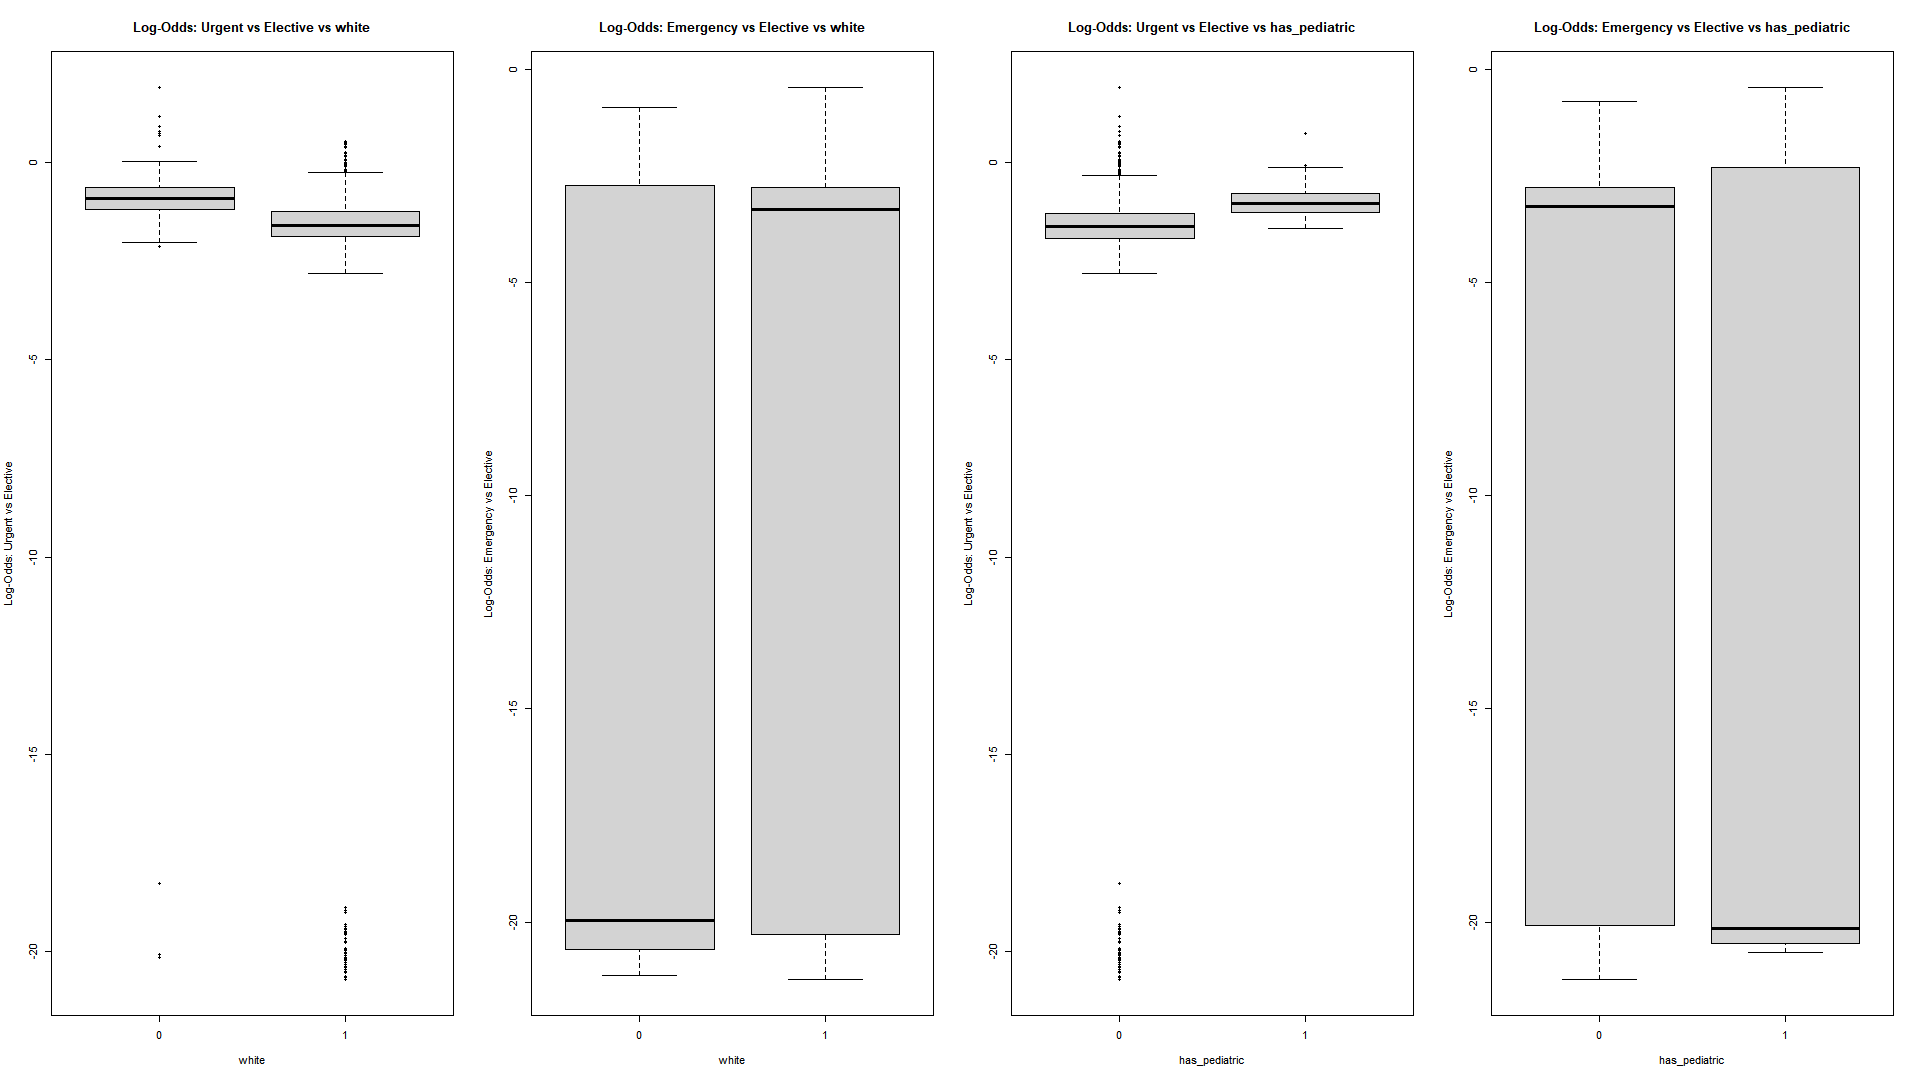 Log-Odds: Urgent vs Elective vs white
Log-Odds: Urgent vs Elective
0
-5
-10
-15
-20
0
1
white
Log-Odds: Emergency vs Elective vs white
Log-Odds: Emergency vs Elective
0
-5
-10
-15
-20
0
1
white
Log-Odds: Urgent vs Elective vs has_pediatric
Log-Odds: Urgent vs Elective
0
-5
-10
-15
-20
0
1
has_pediatric
Log-Odds: Emergency vs Elective vs has_pediatric
Log-Odds: Emergency vs Elective
0
-5
-10
-15
-20
0
1
has_pediatric